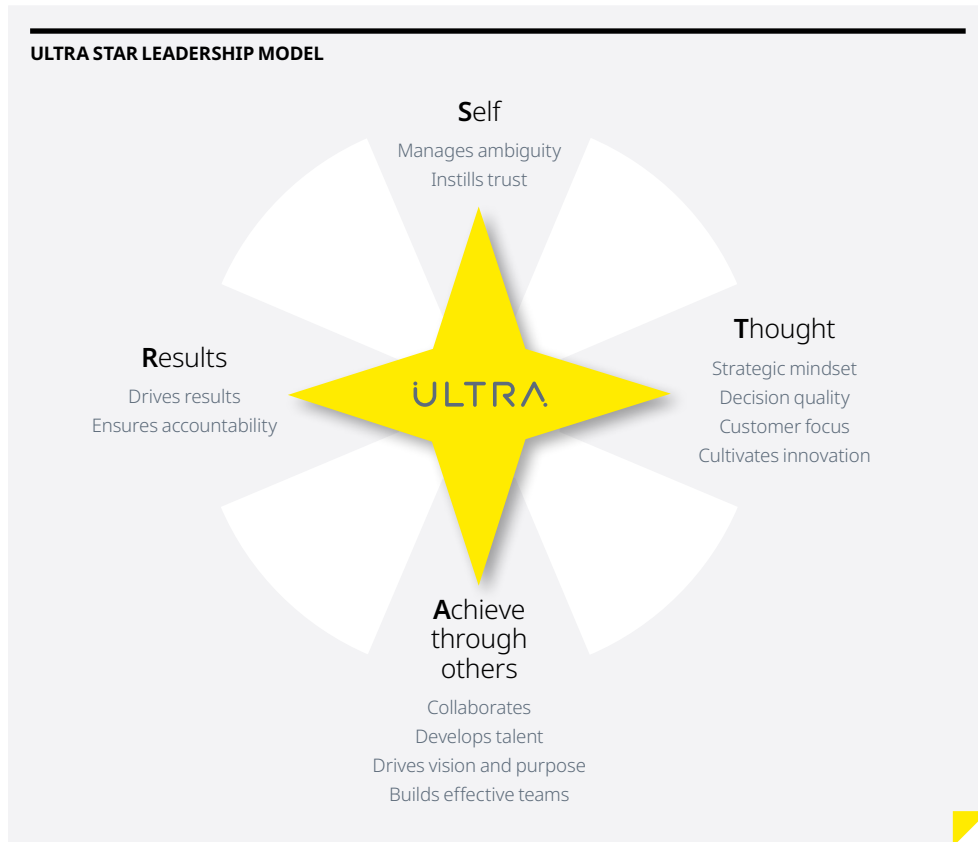 ULTRA STAR LEADERSHIP MODEL
Self
Manages ambiguity
Instills trust
Thought
Strategic mindset
Decision quality
Customer focus
Cultivates innovation
Achieve
through
others
Collaborates
Develops talent
Drives vision and purpose
Builds effective teams
Results
Drives results
Ensures accountability
ULTRA